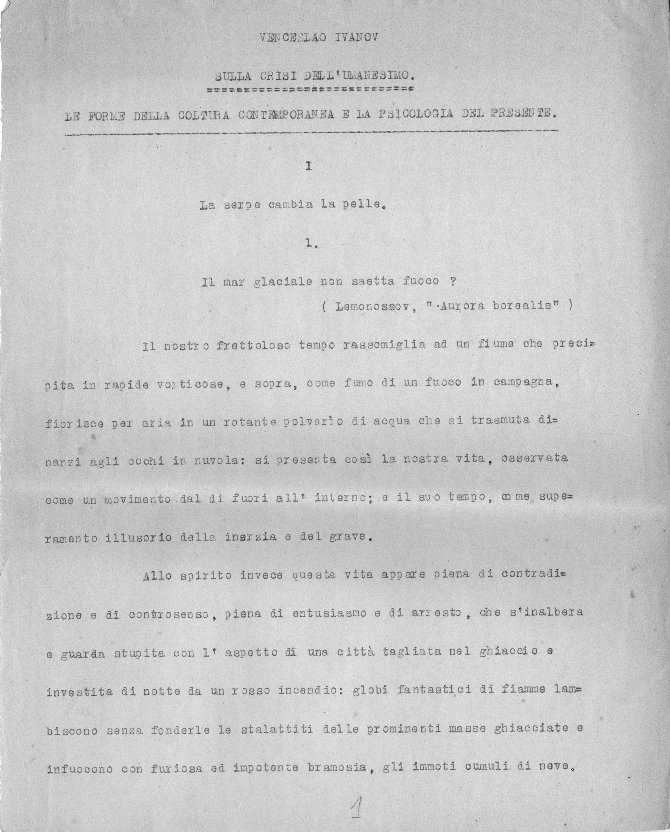 VENCESLAO IVANOV
SULLA CRISI DELL'UMANESIMO.
LE FORME DELLA COLTURA CONTEMPORANEA E LA PSICOLOGIA DEL PRESENTE.
I
La serpe cambia la pelle.
1.
Il mar glaciale non saetta fuoco ?
( Lemonossov, "Aurora borealis" )
Il nostro frettoloso tempo rassomiglia ad un fiume che preci=
pita in rapide vorticose, e sopra, come fumo di un fuoco in campagna,
fiorisce per aria in un rotante polverìo di acqua che si trasmuta di=
nanzi agli occhi in nuvola: si presenta così la nostra vita, osservata
come un movimento dal di fuori all' interno; e il suo tempo, come supe=
ramento illusorio della inerzia e del grave.
Allo spirito invece questa vita appare piena di contradi=
zione e di controsenso, piena di entusiasmo e di arresto, che s'inalbera
e guarda stupita con l' aspetto di una città tagliata nel ghiaccio e
investita di notte da un rosso incendio: globi fantastici di fiamme lam=
biscono senza fonderle le stalattiti delle prominenti masse ghiacciate e
infuocono con furiosa ed impotente bramosia, gli immoti cumuli di neve.
1